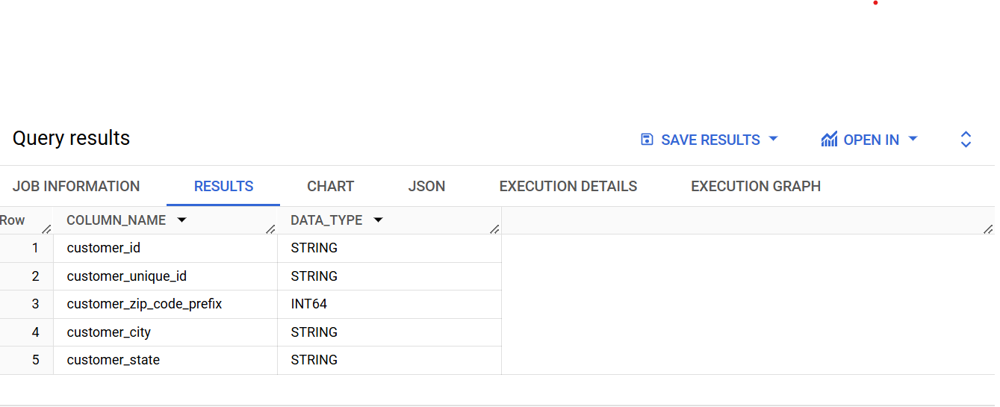 Query results
SAVE RESULTS
OPEN IN
JOB INFORMATION RESULTS CHART JSON EXECUTION DETAILS EXECUTION GRAPH
Row COLUMN_NAME DATA_TYPE
1 customer_id STRING
2 customer_unique_id STRING
3 customer_zip_code_prefix INT64
4 customer_city STRING
5 customer_state STRING